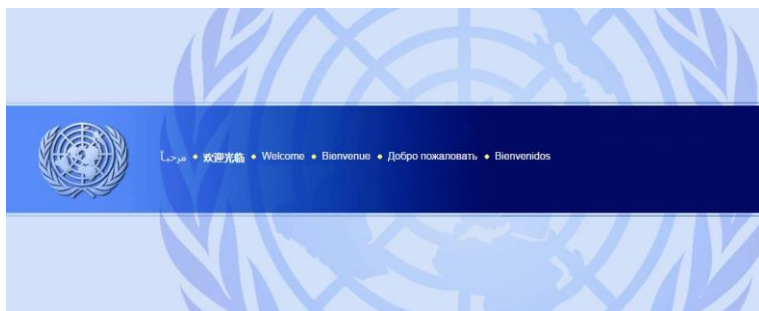 مرحباً • 欢迎光临 • Welcome • Bienvenue • Добро пожаловать • Bienvenidos